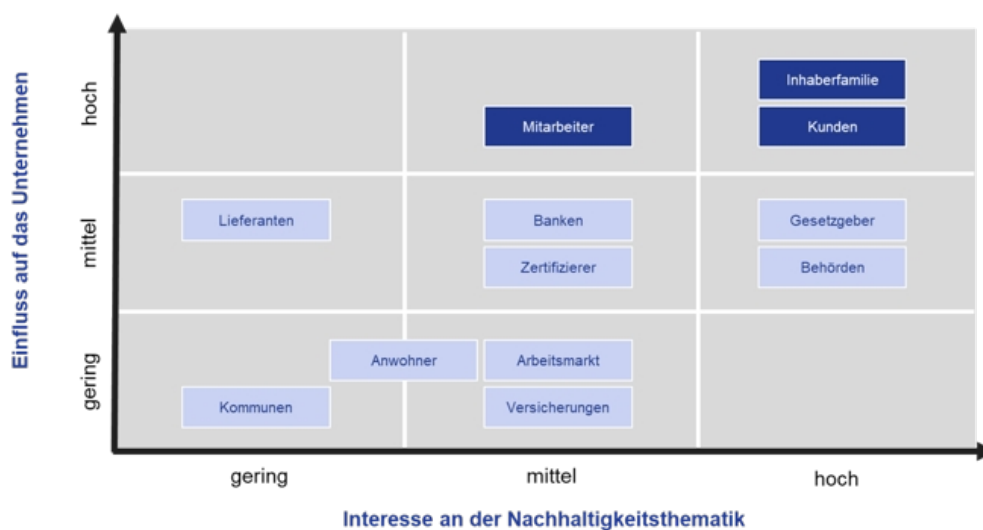 Einfluss auf das Unternehmen
hoch
mittel
gering
Inhaberfamilie
Mitarbeiter
Kunden
Lieferanten
Banken
Gesetzgeber
Zertifizierer
Behörden
Anwohner
Arbeitsmarkt
Kommunen
Versicherungen
gering
mittel
hoch
Interesse an der Nachhaltigkeitsthematik